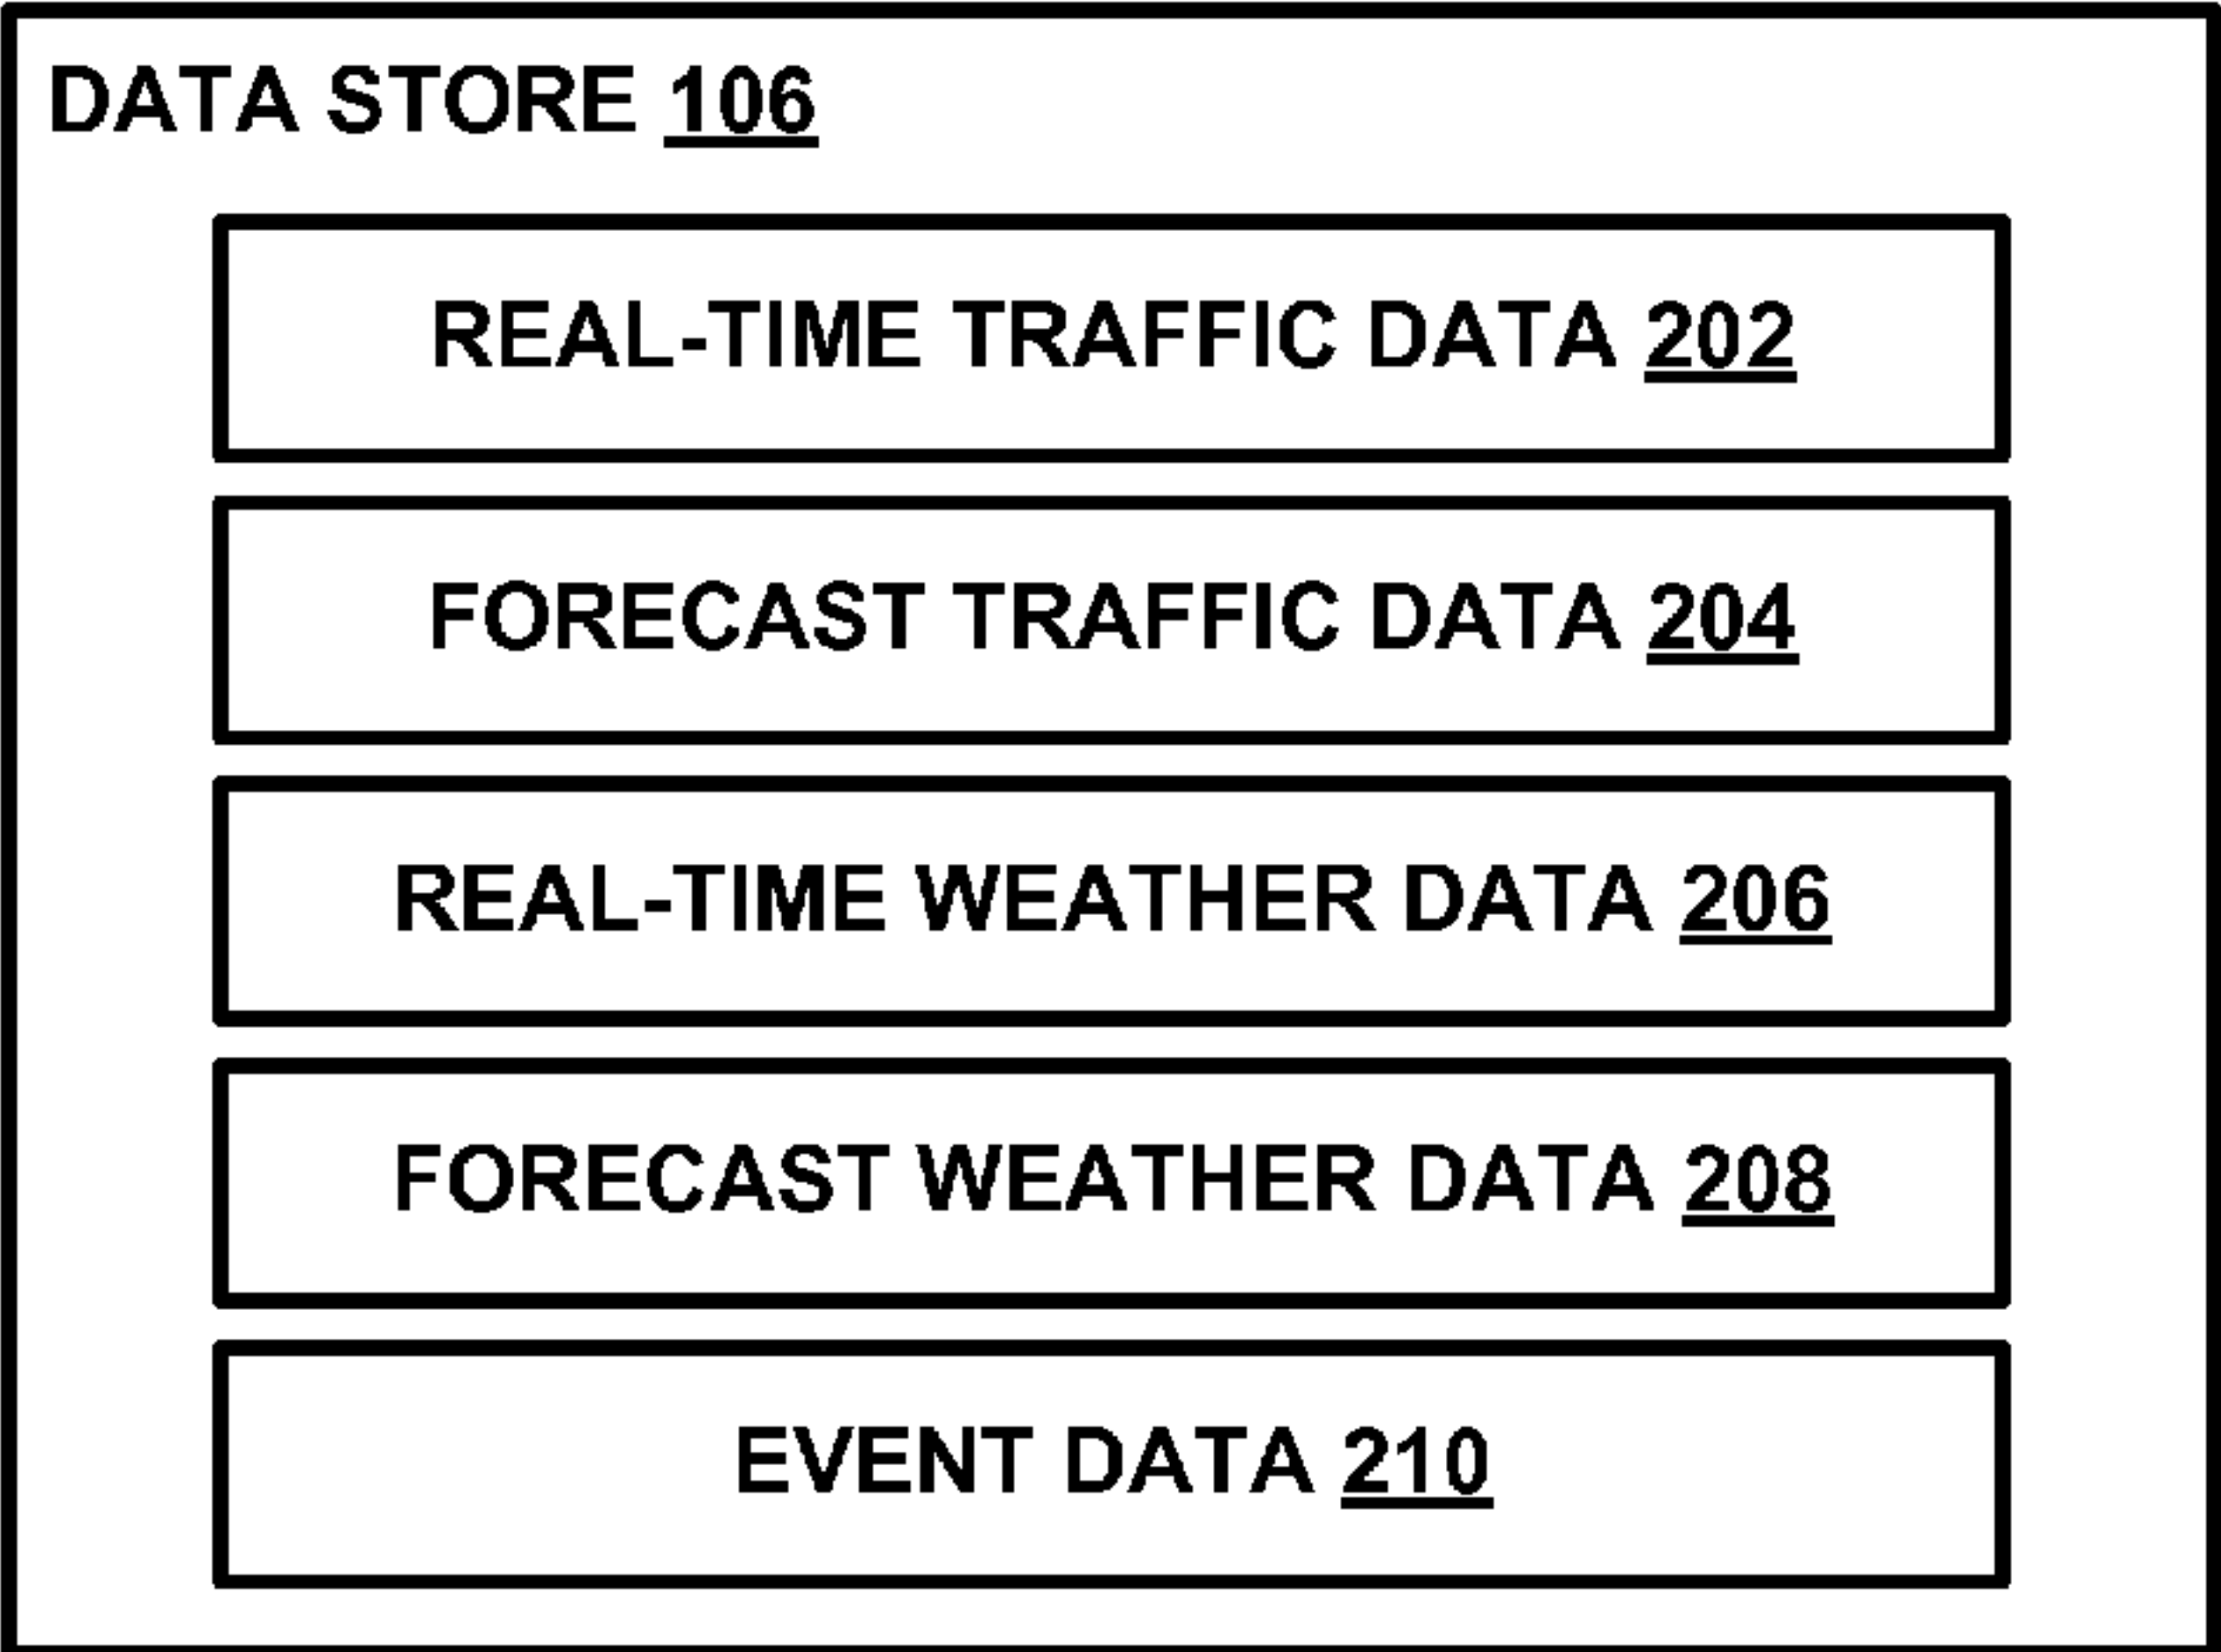 DATA STORE 106
REAL-TIME TRAFFIC DATA 202
FORECAST TRAFFIC DATA 204
REAL-TIME WEATHER DATA 206
FORECAST WEATHER DATA 208
EVENT DATA 210